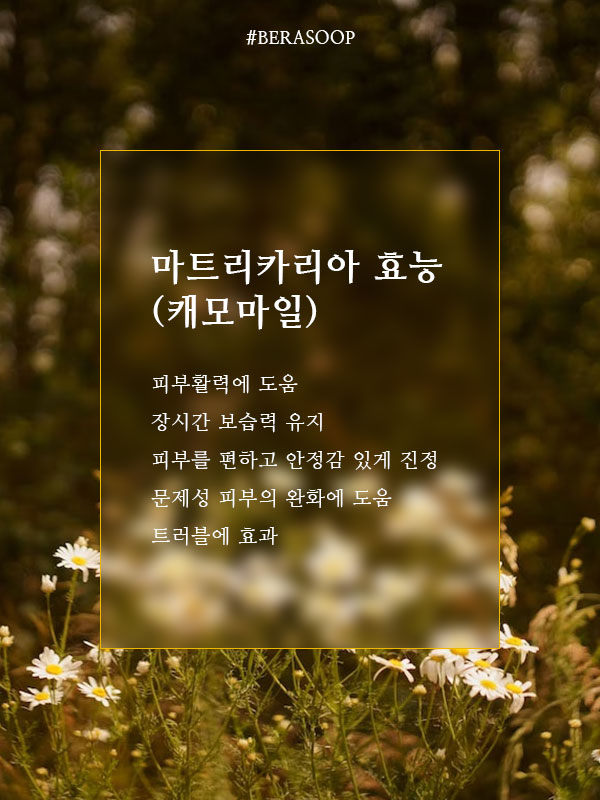 #BERASOOP
마트리카리아 효능
(캐모마일)
피부활력에 도움
장시간 보습력 유지
피부를 편하고 안정감 있게 진정
문제성 피부의 완화에 도움
트러블에 효과